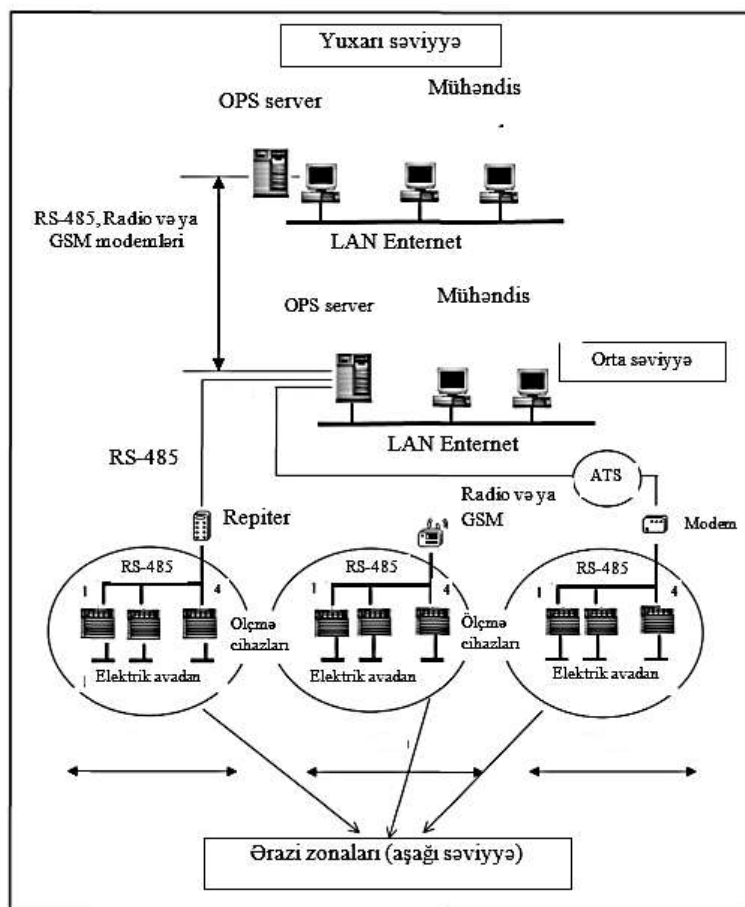 Yuxarı səviyyə
OPS server
Mühəndis
RS-485, Radio və ya
GSM modemləri
LAN Enternet
OPS server
Mühəndis
Orta səviyyə
LAN Enternet
RS-485
ATS
Radio və ya
GSM
Repiter
Modem
RS-485
1
4
Olçmə
cihazları
Elektrik avadan
RS-485
1
4
Ölçmə
cihazları
Elektrik avadan
RS-485
1
4
Elektrik avadan
Ərazi zonaları (aşağı səviyyə)